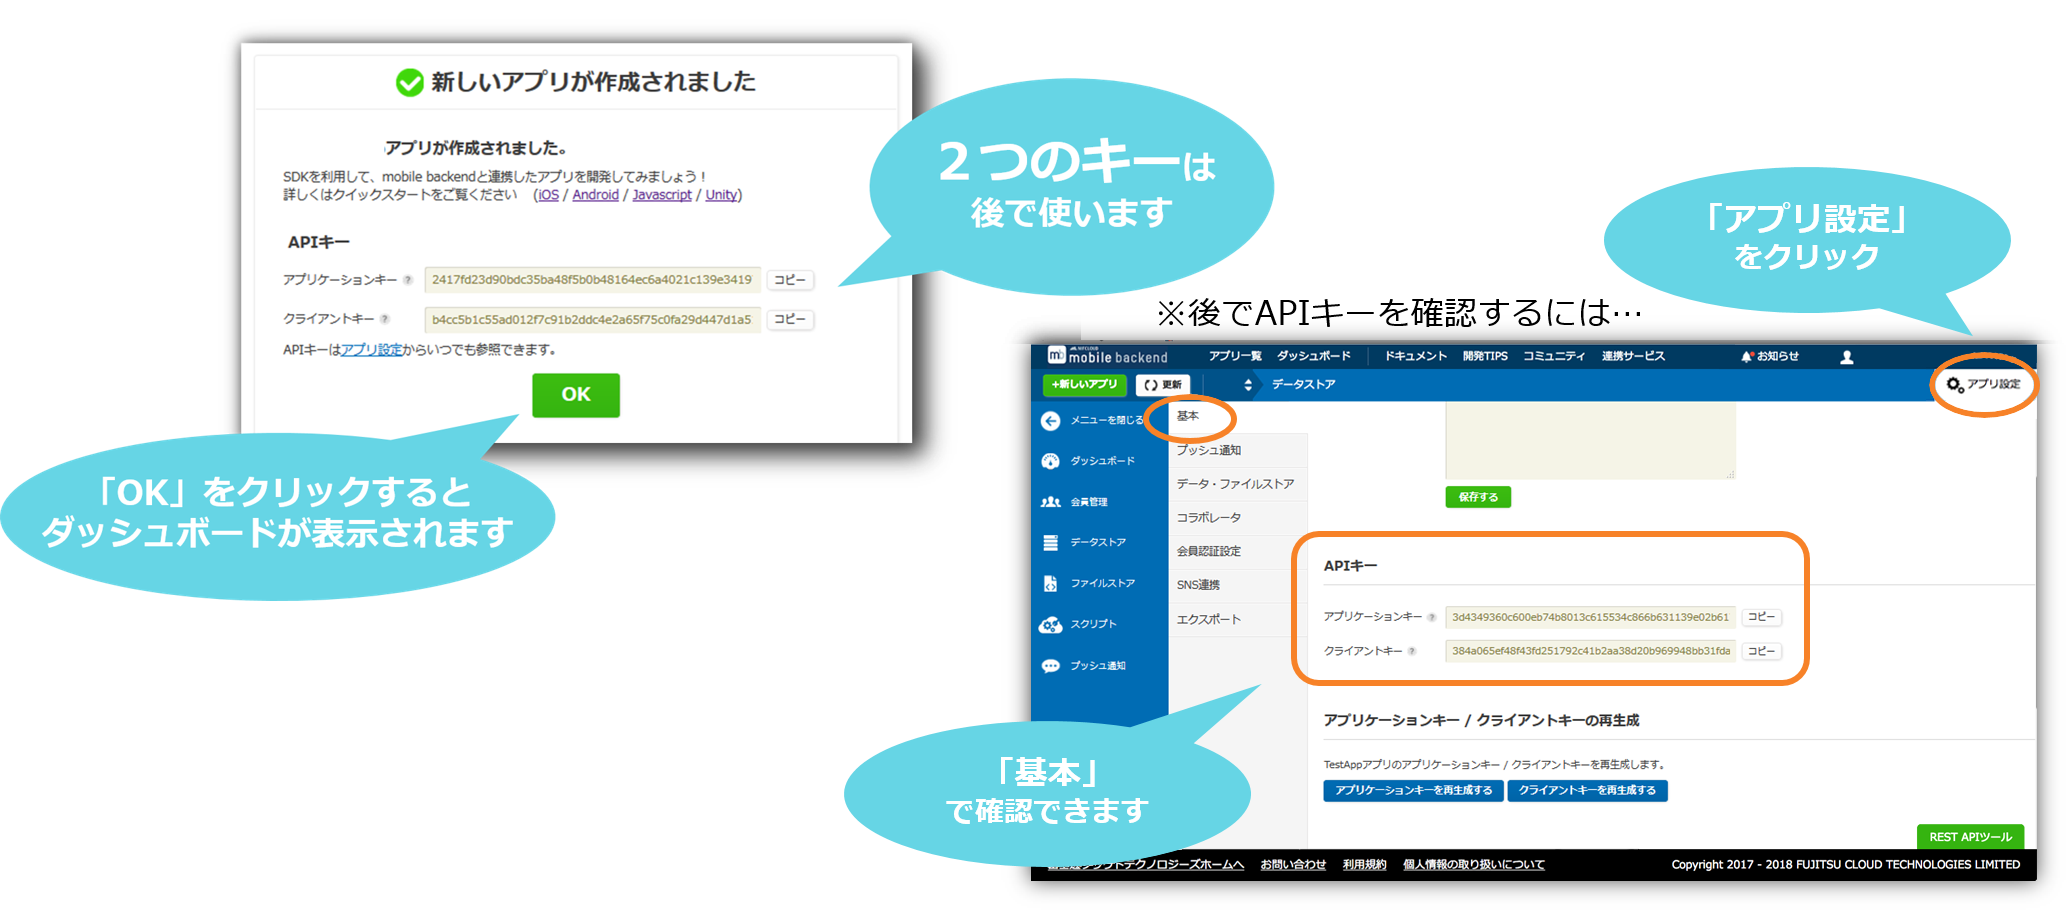 新しいアプリが作成されました
アプリが作成されました。
SDKを利用して、mobile backendと連携したアプリを開発してみましょう！
詳しくはクイックスタートをご覧ください　(iOS / Android / Javascript / Unity)
APIキー
アプリケーションキー ? 2417fd23d90bdc35ba48f5b0b48164ec6a4021c139e3419 コピー
クライアントキー ? b4cc5b1c55ad012f7c91b2ddc4e2a65f75c0fa29d447d1a5 コピー
APIキーはアプリ設定からいつでも参照できます。
OK
２つのキーは
後で使います
「OK」をクリックすると
ダッシュボードが表示されます
「アプリ設定」
をクリック
※後でAPIキーを確認するには…
mobile backend アプリ一覧 ダッシュボード ドキュメント 開発TIPS コミュニティ 連携サービス お知らせ
+新しいアプリ 更新 データストア アプリ設定
メニューを閉じる
ダッシュボード
会員管理
データストア
ファイルストア
スクリプト
プッシュ通知
基本
プッシュ通知
データ・ファイルストア
コラボレータ
会員認証設定
SNS連携
エクスポート
保存する
APIキー
アプリケーションキー ? 3d4349360c600eb74b8013c615534c866b631139e02b61 コピー
クライアントキー ? 384a065ef48f43fd251792c41b2aa38d20b969948bb31fda コピー
アプリケーションキー / クライアントキーの再生成
TestAppアプリのアプリケーションキー / クライアントキーを再生成します。
アプリケーションキーを再生成する クライアントキーを再生成する
REST APIツール
「基本」
で確認できます
テクノロジーズホームへ お問い合わせ 利用規約 個人情報の取り扱いについて Copyright 2017 - 2018 FUJITSU CLOUD TECHNOLOGIES LIMITED